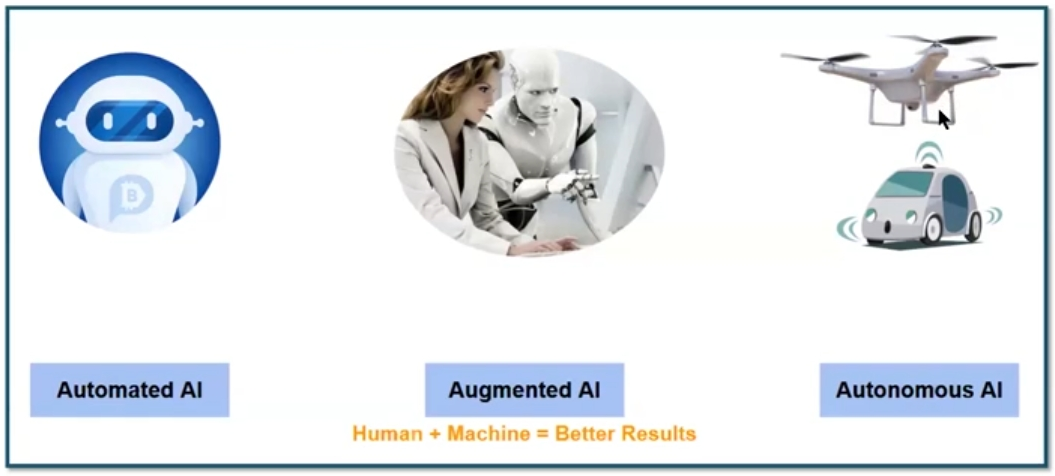 B
Automated AI
Augmented AI
Autonomous AI
Human + Machine = Better Results